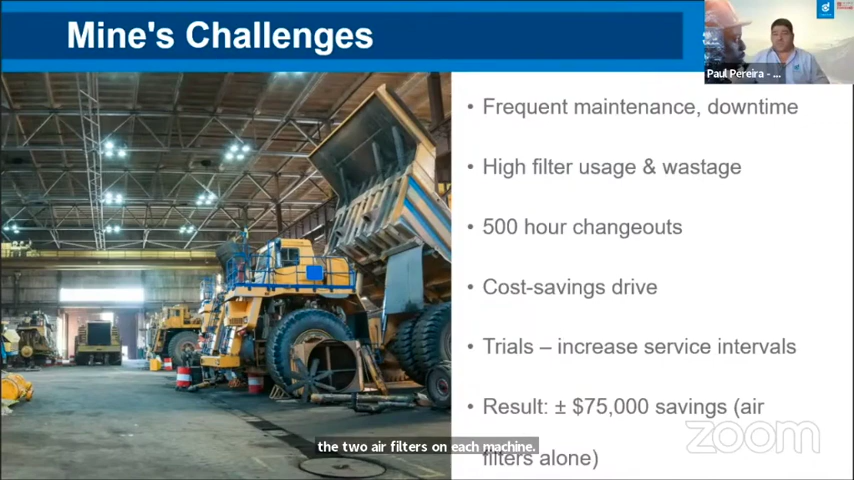 Mine's Challenges
Paul Pereira - ...
• Frequent maintenance, downtime
• High filter usage & wastage
• 500 hour changeouts
• Cost-savings drive
• Trials – increase service intervals
• Result: ± $75,000 savings (air
filters alone)
the two air filters on each machine.
zoom